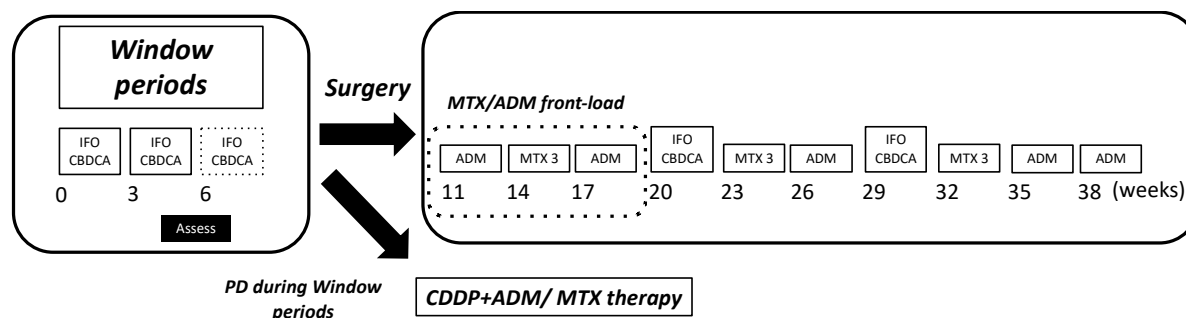 Window
periods
IFO
CBDCA
IFO
CBDCA
IFO
CBDCA
0
3
6
Assess
Surgery
MTX/ADM front-load
ADM
MTX 3
ADM
IFO
CBDCA
MTX 3
ADM
IFO
CBDCA
MTX 3
ADM
ADM
11
14
17
20
23
26
29
32
35
38 (weeks)
PD during Window
periods
CDDP+ADM/ MTX therapy